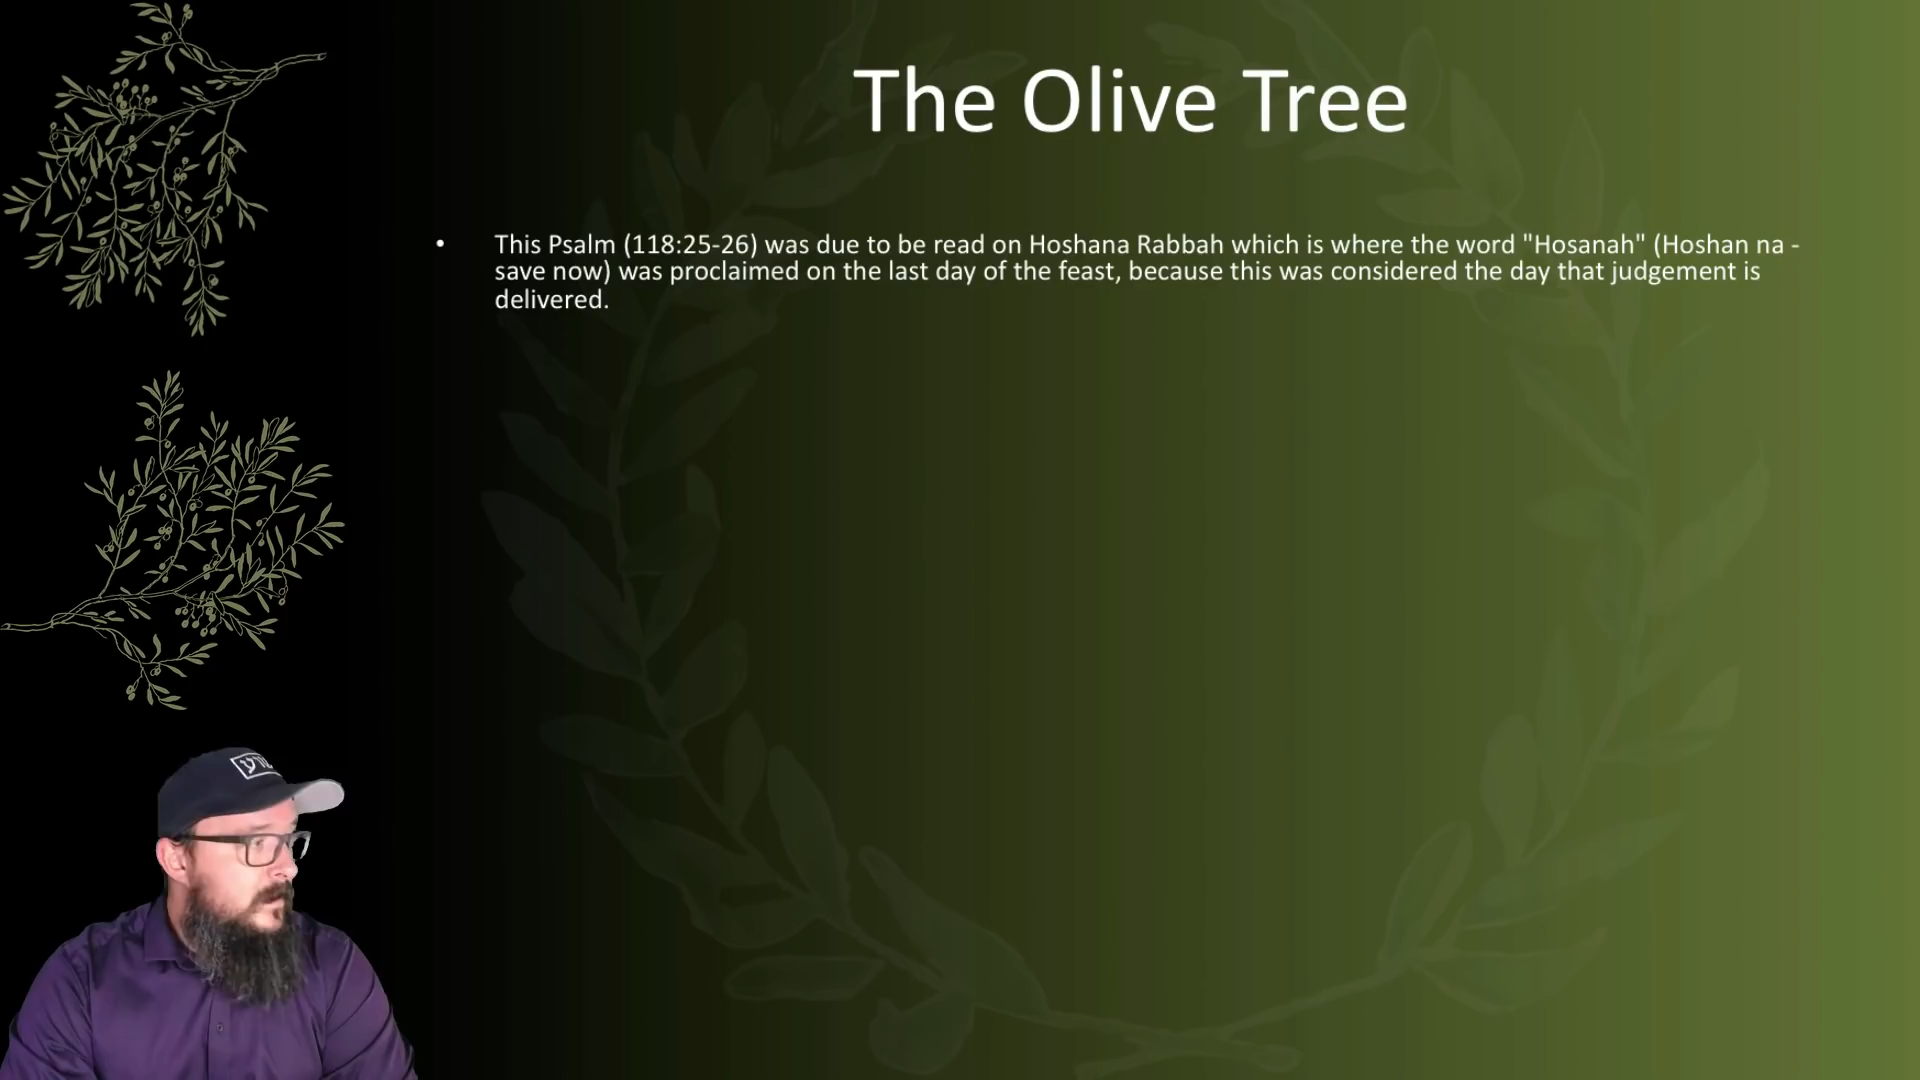 The Olive Tree
• This Psalm (118:25-26) was due to be read on Hoshana Rabbah which is where the word "Hosanah" (Hoshan na -
save now) was proclaimed on the last day of the feast, because this was considered the day that judgement is
delivered.